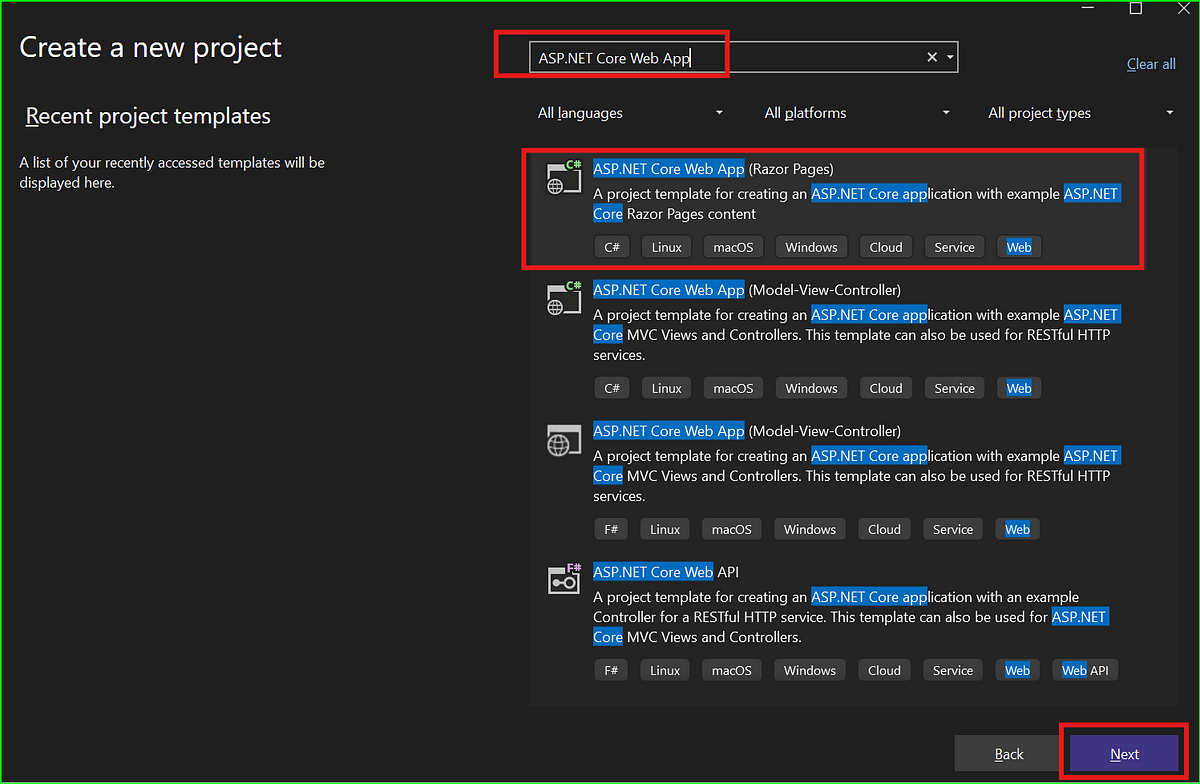 Create a new project
ASP.NET Core Web App
Clear all
Recent project templates
A list of your recently accessed templates will be
displayed here.
All languages
All platforms
All project types
C#
ASP.NET Core Web App (Razor Pages)
A project template for creating an ASP.NET Core application with example ASP.NET
Core Razor Pages content
C# Linux macOS Windows Cloud Service Web
C#
ASP.NET Core Web App (Model-View-Controller)
A project template for creating an ASP.NET Core application with example ASP.NET
Core MVC Views and Controllers. This template can also be used for RESTful HTTP
services.
C# Linux macOS Windows Cloud Service Web
ASP.NET Core Web App (Model-View-Controller)
A project template for creating an ASP.NET Core application with example ASP.NET
Core MVC Views and Controllers. This template can also be used for RESTful HTTP
services.
F# Linux macOS Windows Cloud Service Web
F#
ASP.NET Core Web API
A project template for creating an ASP.NET Core application with an example
Controller for a RESTful HTTP service. This template can also be used for ASP.NET
Core MVC Views and Controllers.
F# Linux macOS Windows Cloud Service Web Web API
Back
Next